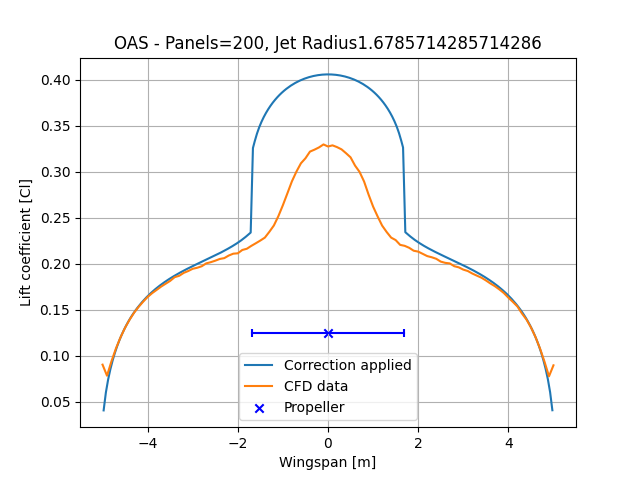 OAS - Panels=200, Jet Radius1.6785714285714286
0.40
0.35
0.30
0.25
0.20
0.15
0.10
0.05
Lift coefficient [Cl]
Correction applied
CFD data
Propeller
−4
−2
0
2
4
Wingspan [m]